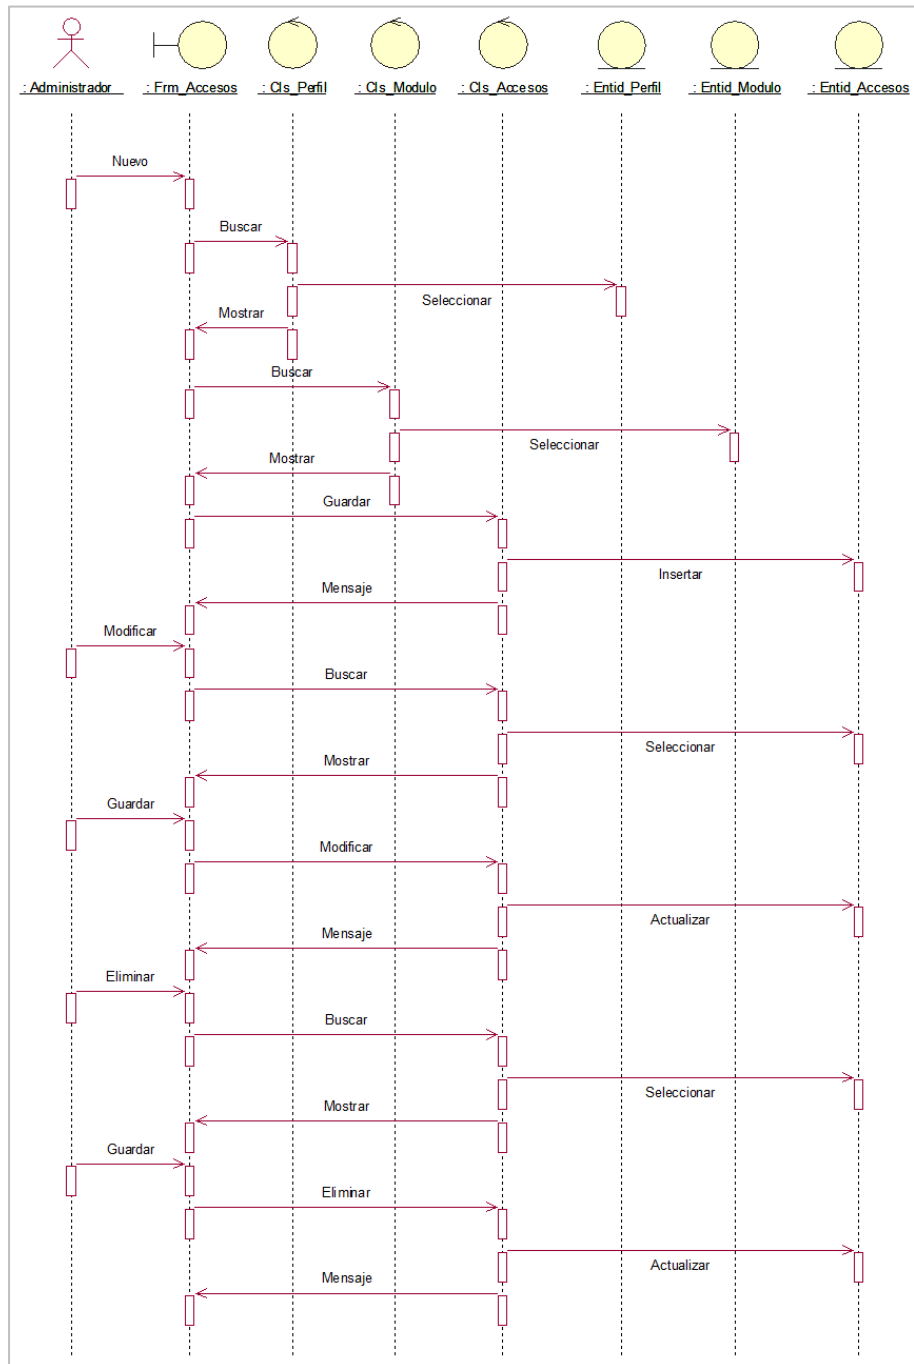 : Administrador
: Frm_Accesos
: Cls_Perfil
: Cls_Modulo
: Cls_Accesos
: Entid_Perfil
: Entid_Modulo
: Entid_Accesos
Nuevo
Buscar
Seleccionar
Mostrar
Buscar
Seleccionar
Mostrar
Guardar
Insertar
Mensaje
Modificar
Buscar
Seleccionar
Mostrar
Guardar
Modificar
Actualizar
Mensaje
Eliminar
Buscar
Seleccionar
Mostrar
Guardar
Eliminar
Actualizar
Mensaje